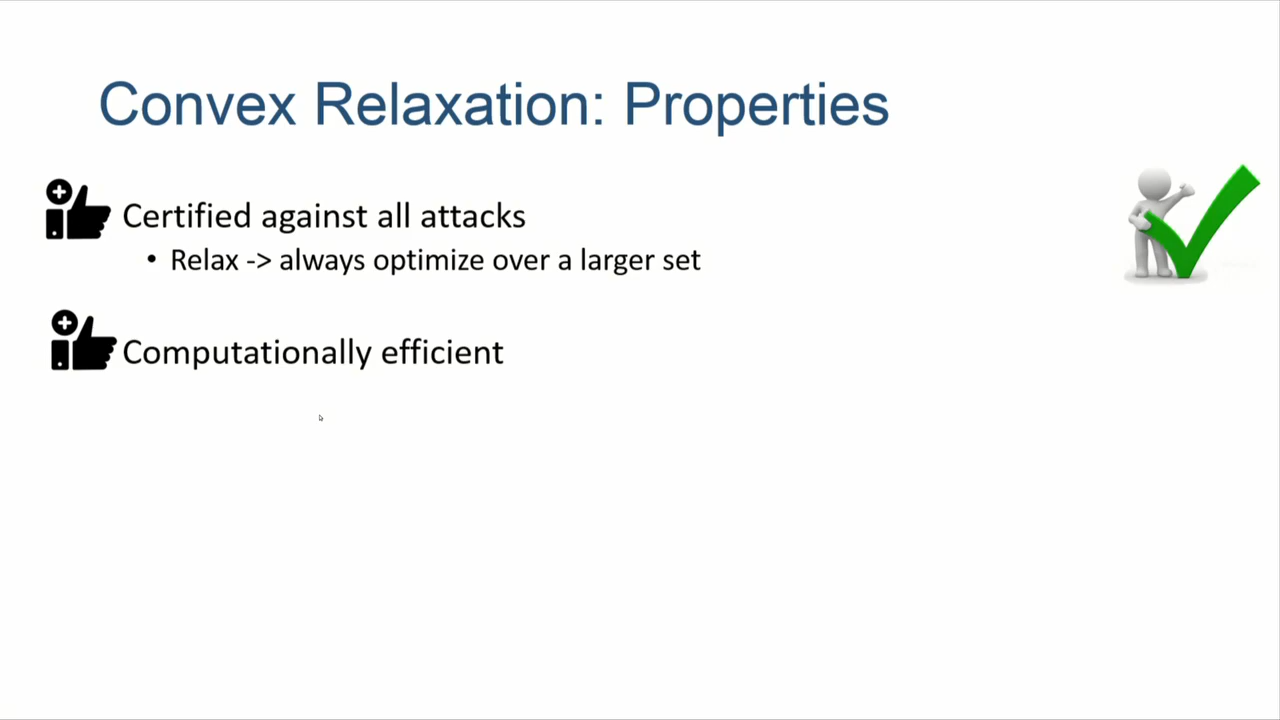 Convex Relaxation: Properties
Certified against all attacks
• Relax -> always optimize over a larger set
Computationally efficient